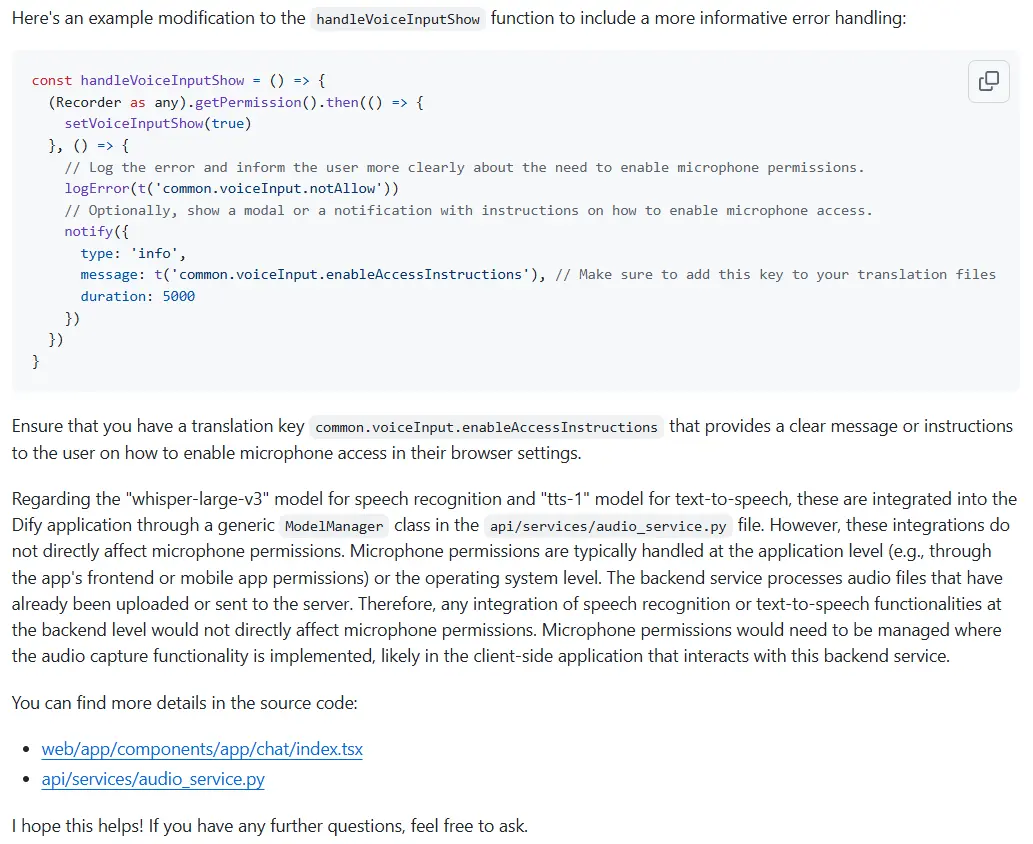 Here's an example modification to the handleVoiceInputShow function to include a more informative error handling:
const handleVoiceInputShow = () => {
  (Recorder as any).getPermission().then(() => {
    setVoiceInputShow(true)
  }, () => {
    // Log the error and inform the user more clearly about the need to enable microphone permissions.
    logError(t('common.voiceInput.notAllow'))
    // Optionally, show a modal or a notification with instructions on how to enable microphone access.
    notify({
      type: 'info',
      message: t('common.voiceInput.enableAccessInstructions'), // Make sure to add this key to your translation files
      duration: 5000
    })
  })
}
Ensure that you have a translation key common.voiceInput.enableAccessInstructions that provides a clear message or instructions
to the user on how to enable microphone access in their browser settings.
Regarding the "whisper-large-v3" model for speech recognition and "tts-1" model for text-to-speech, these are integrated into the
Dify application through a generic ModelManager class in the api/services/audio_service.py file. However, these integrations do
not directly affect microphone permissions. Microphone permissions are typically handled at the application level (e.g., through
the app's frontend or mobile app permissions) or the operating system level. The backend service processes audio files that have
already been uploaded or sent to the server. Therefore, any integration of speech recognition or text-to-speech functionalities at
the backend level would not directly affect microphone permissions. Microphone permissions would need to be managed where
the audio capture functionality is implemented, likely in the client-side application that interacts with this backend service.
You can find more details in the source code:
• web/app/components/app/chat/index.tsx
• api/services/audio_service.py
I hope this helps! If you have any further questions, feel free to ask.